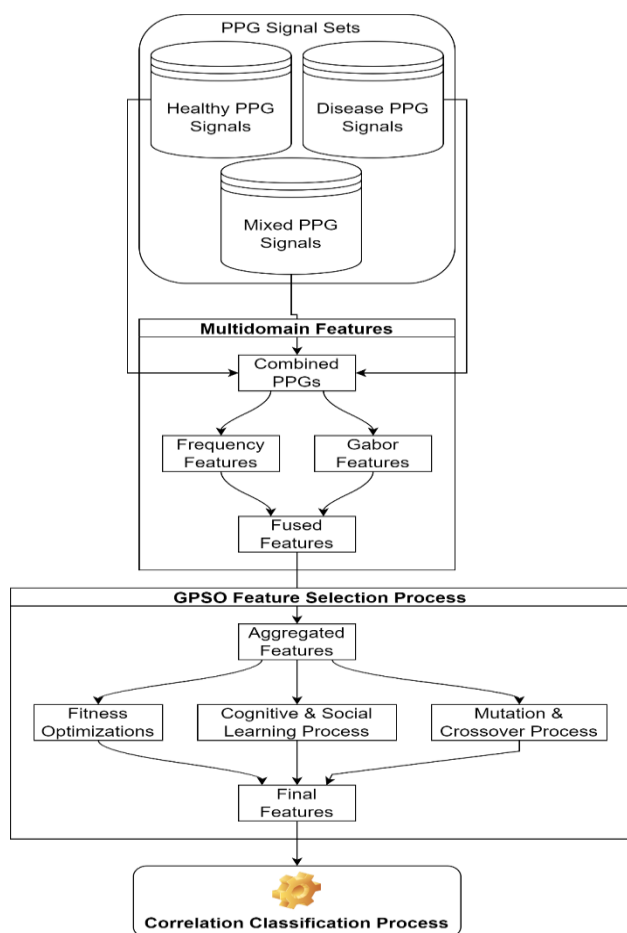 PPG Signal Sets
Healthy PPG
Signals
Disease PPG
Signals
Mixed PPG
Signals
Multidomain Features
Combined
PPGs
Frequency
Features
Gabor
Features
Fused
Features
GPSO Feature Selection Process
Aggregated
Features
Fitness
Optimizations
Cognitive & Social
Learning Process
Mutation &
Crossover Process
Final
Features
Correlation Classification Process